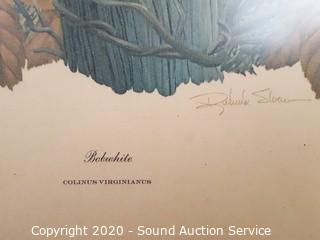 Bobwhite
COLINUS VIRGINIANUS
Copyright 2020 - Sound Auction Service